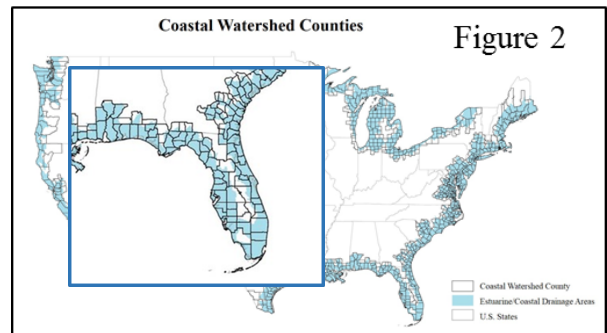 Coastal Watershed Counties
Figure 2
Coastal Watershed County
Estuarine/Coastal Drainage Areas
U.S. States